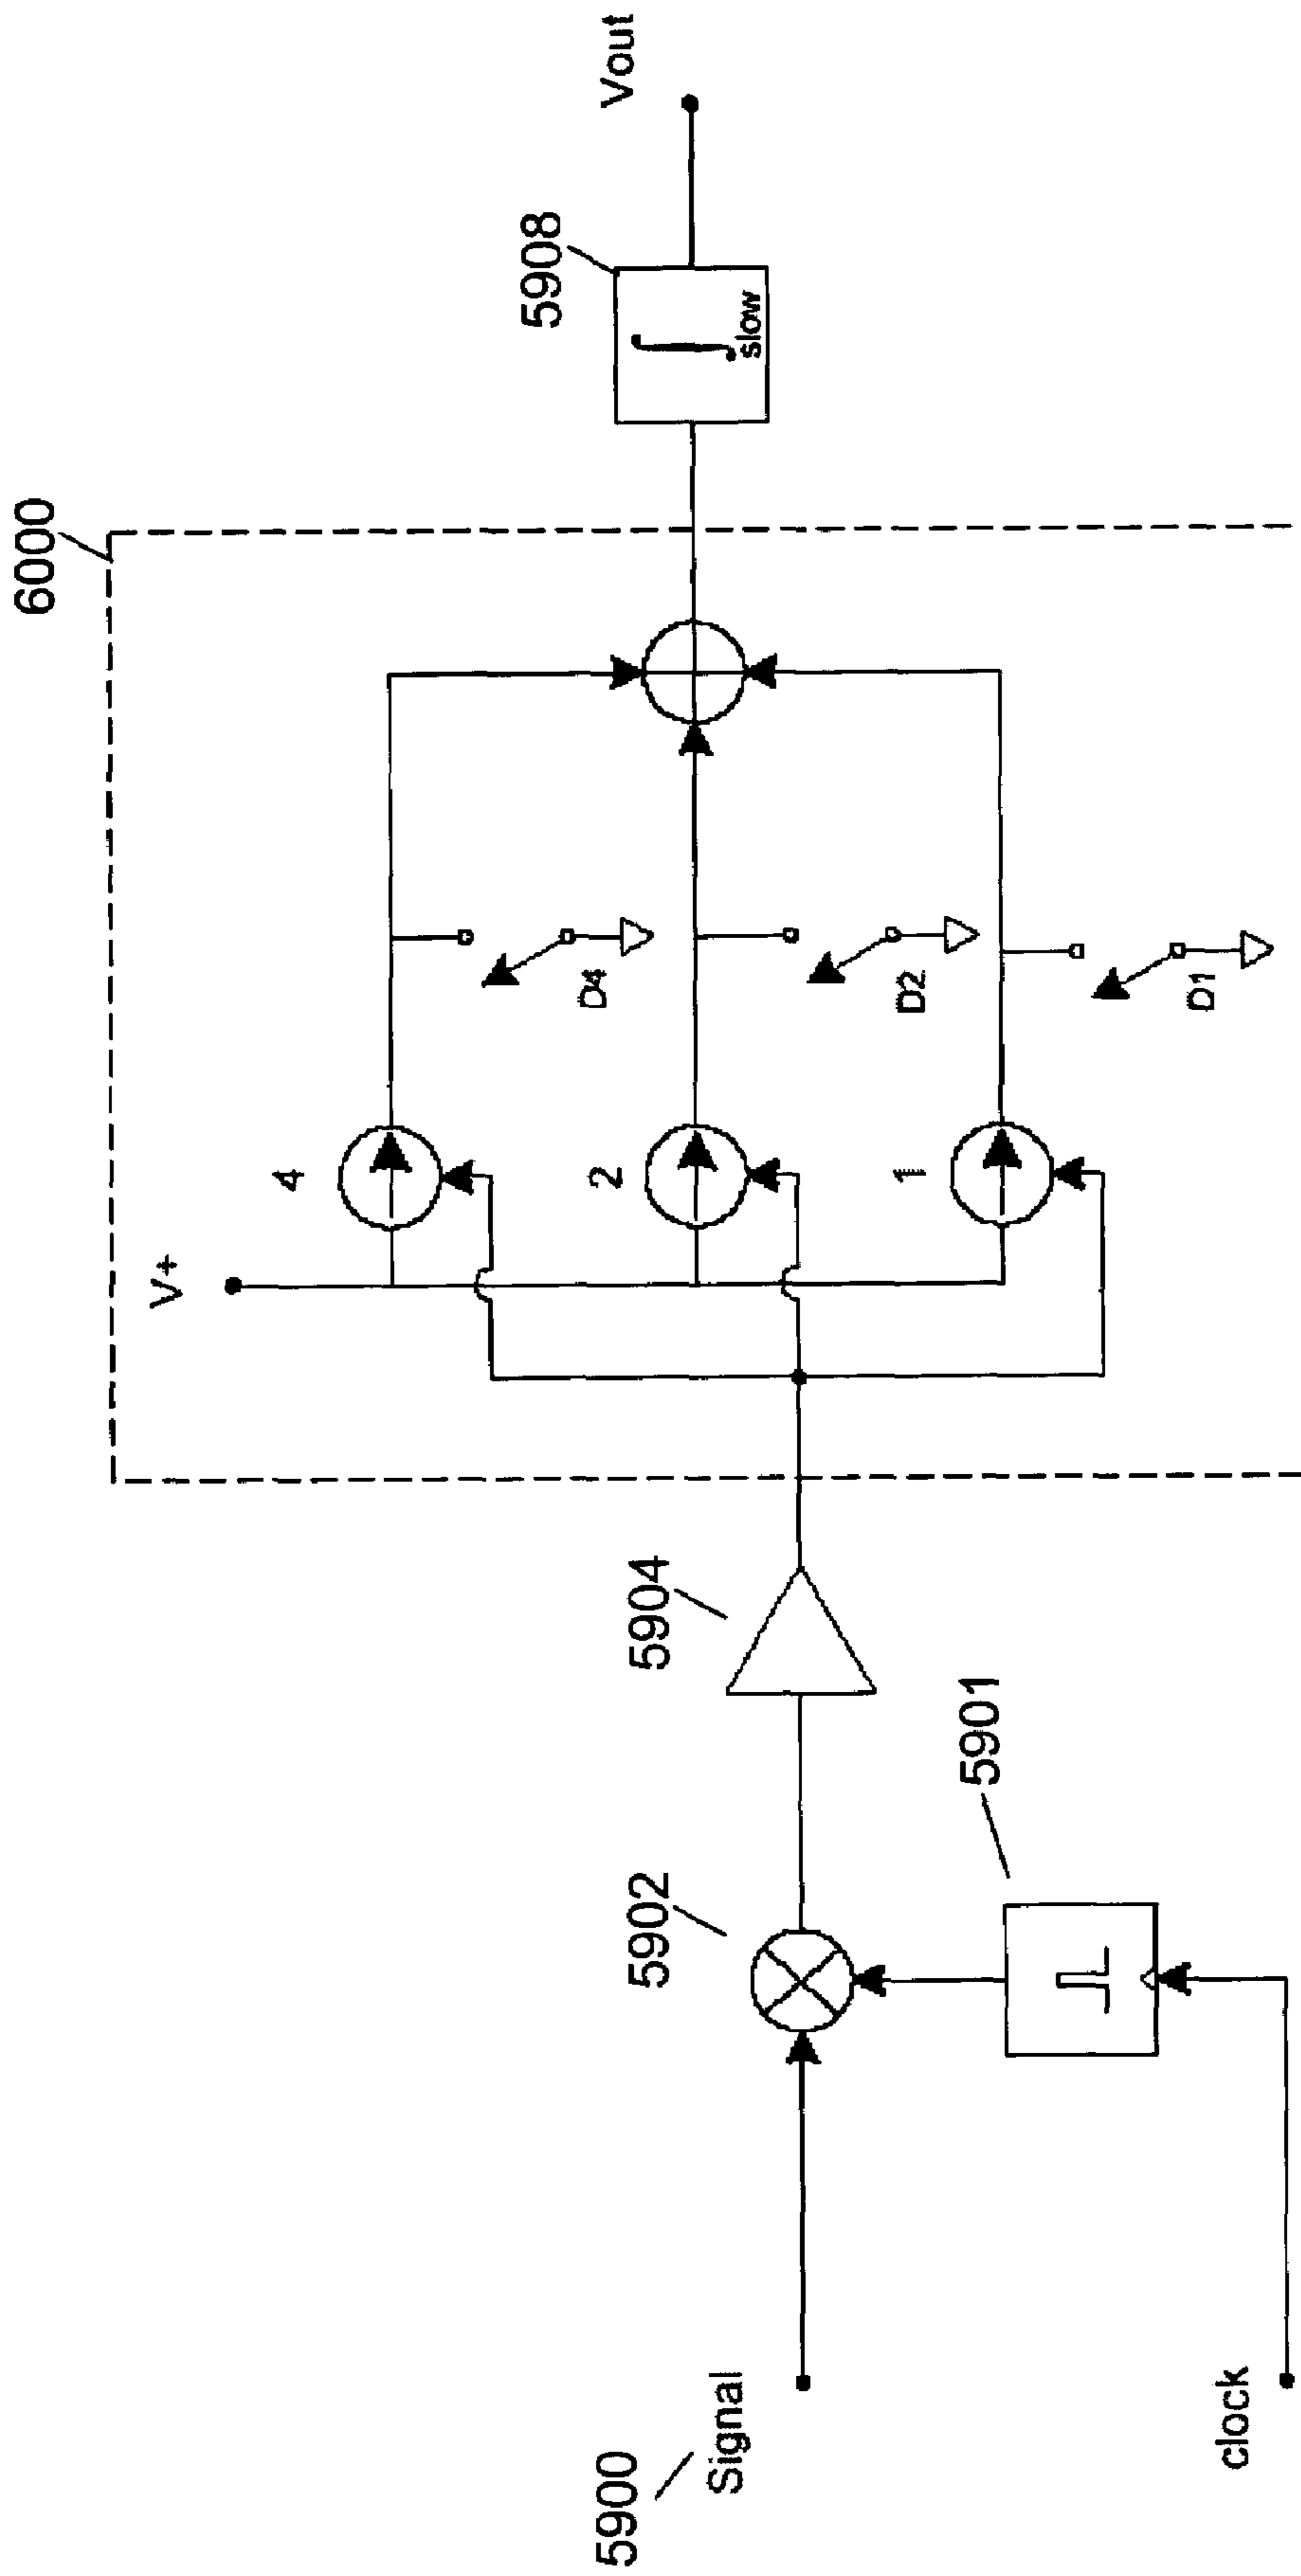 6000
V+
4
2
1
D4
D2
D1
5908
∫slow
Vout
5904
5902
5901
5900
Signal
clock